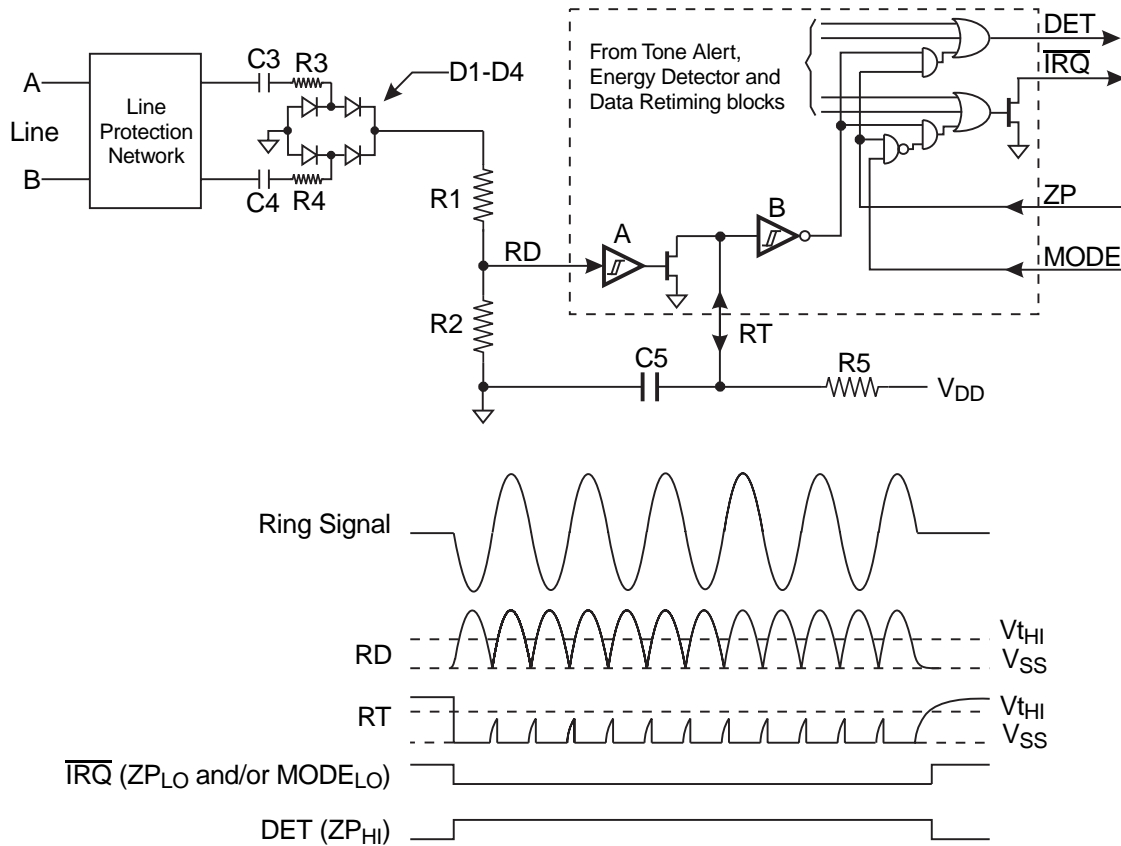 A
Line
B
Line
Protection
Network
C3
R3
C4
R4
D1-D4
R1
R2
RD
From Tone Alert,
Energy Detector and
Data Retiming blocks
A
B
DET
IRQ
ZP
MODE
RT
C5
R5
VDD
Ring Signal
RD
VtHI
VSS
RT
VtHI
VSS
IRQ (ZPLO and/or MODELO)
DET (ZPHI)